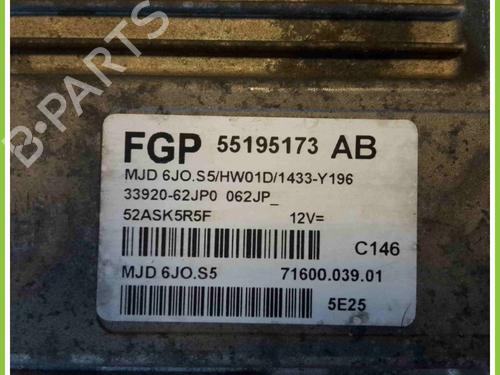 B-PARTS
FGP 55195173 AB
MJD 6JO.S5/HW01D/1433-Y196
33920-62JP0 062JP_
52ASK5R5F 12V=
C146
MJD 6JO.S5 71600.039.01
5E25